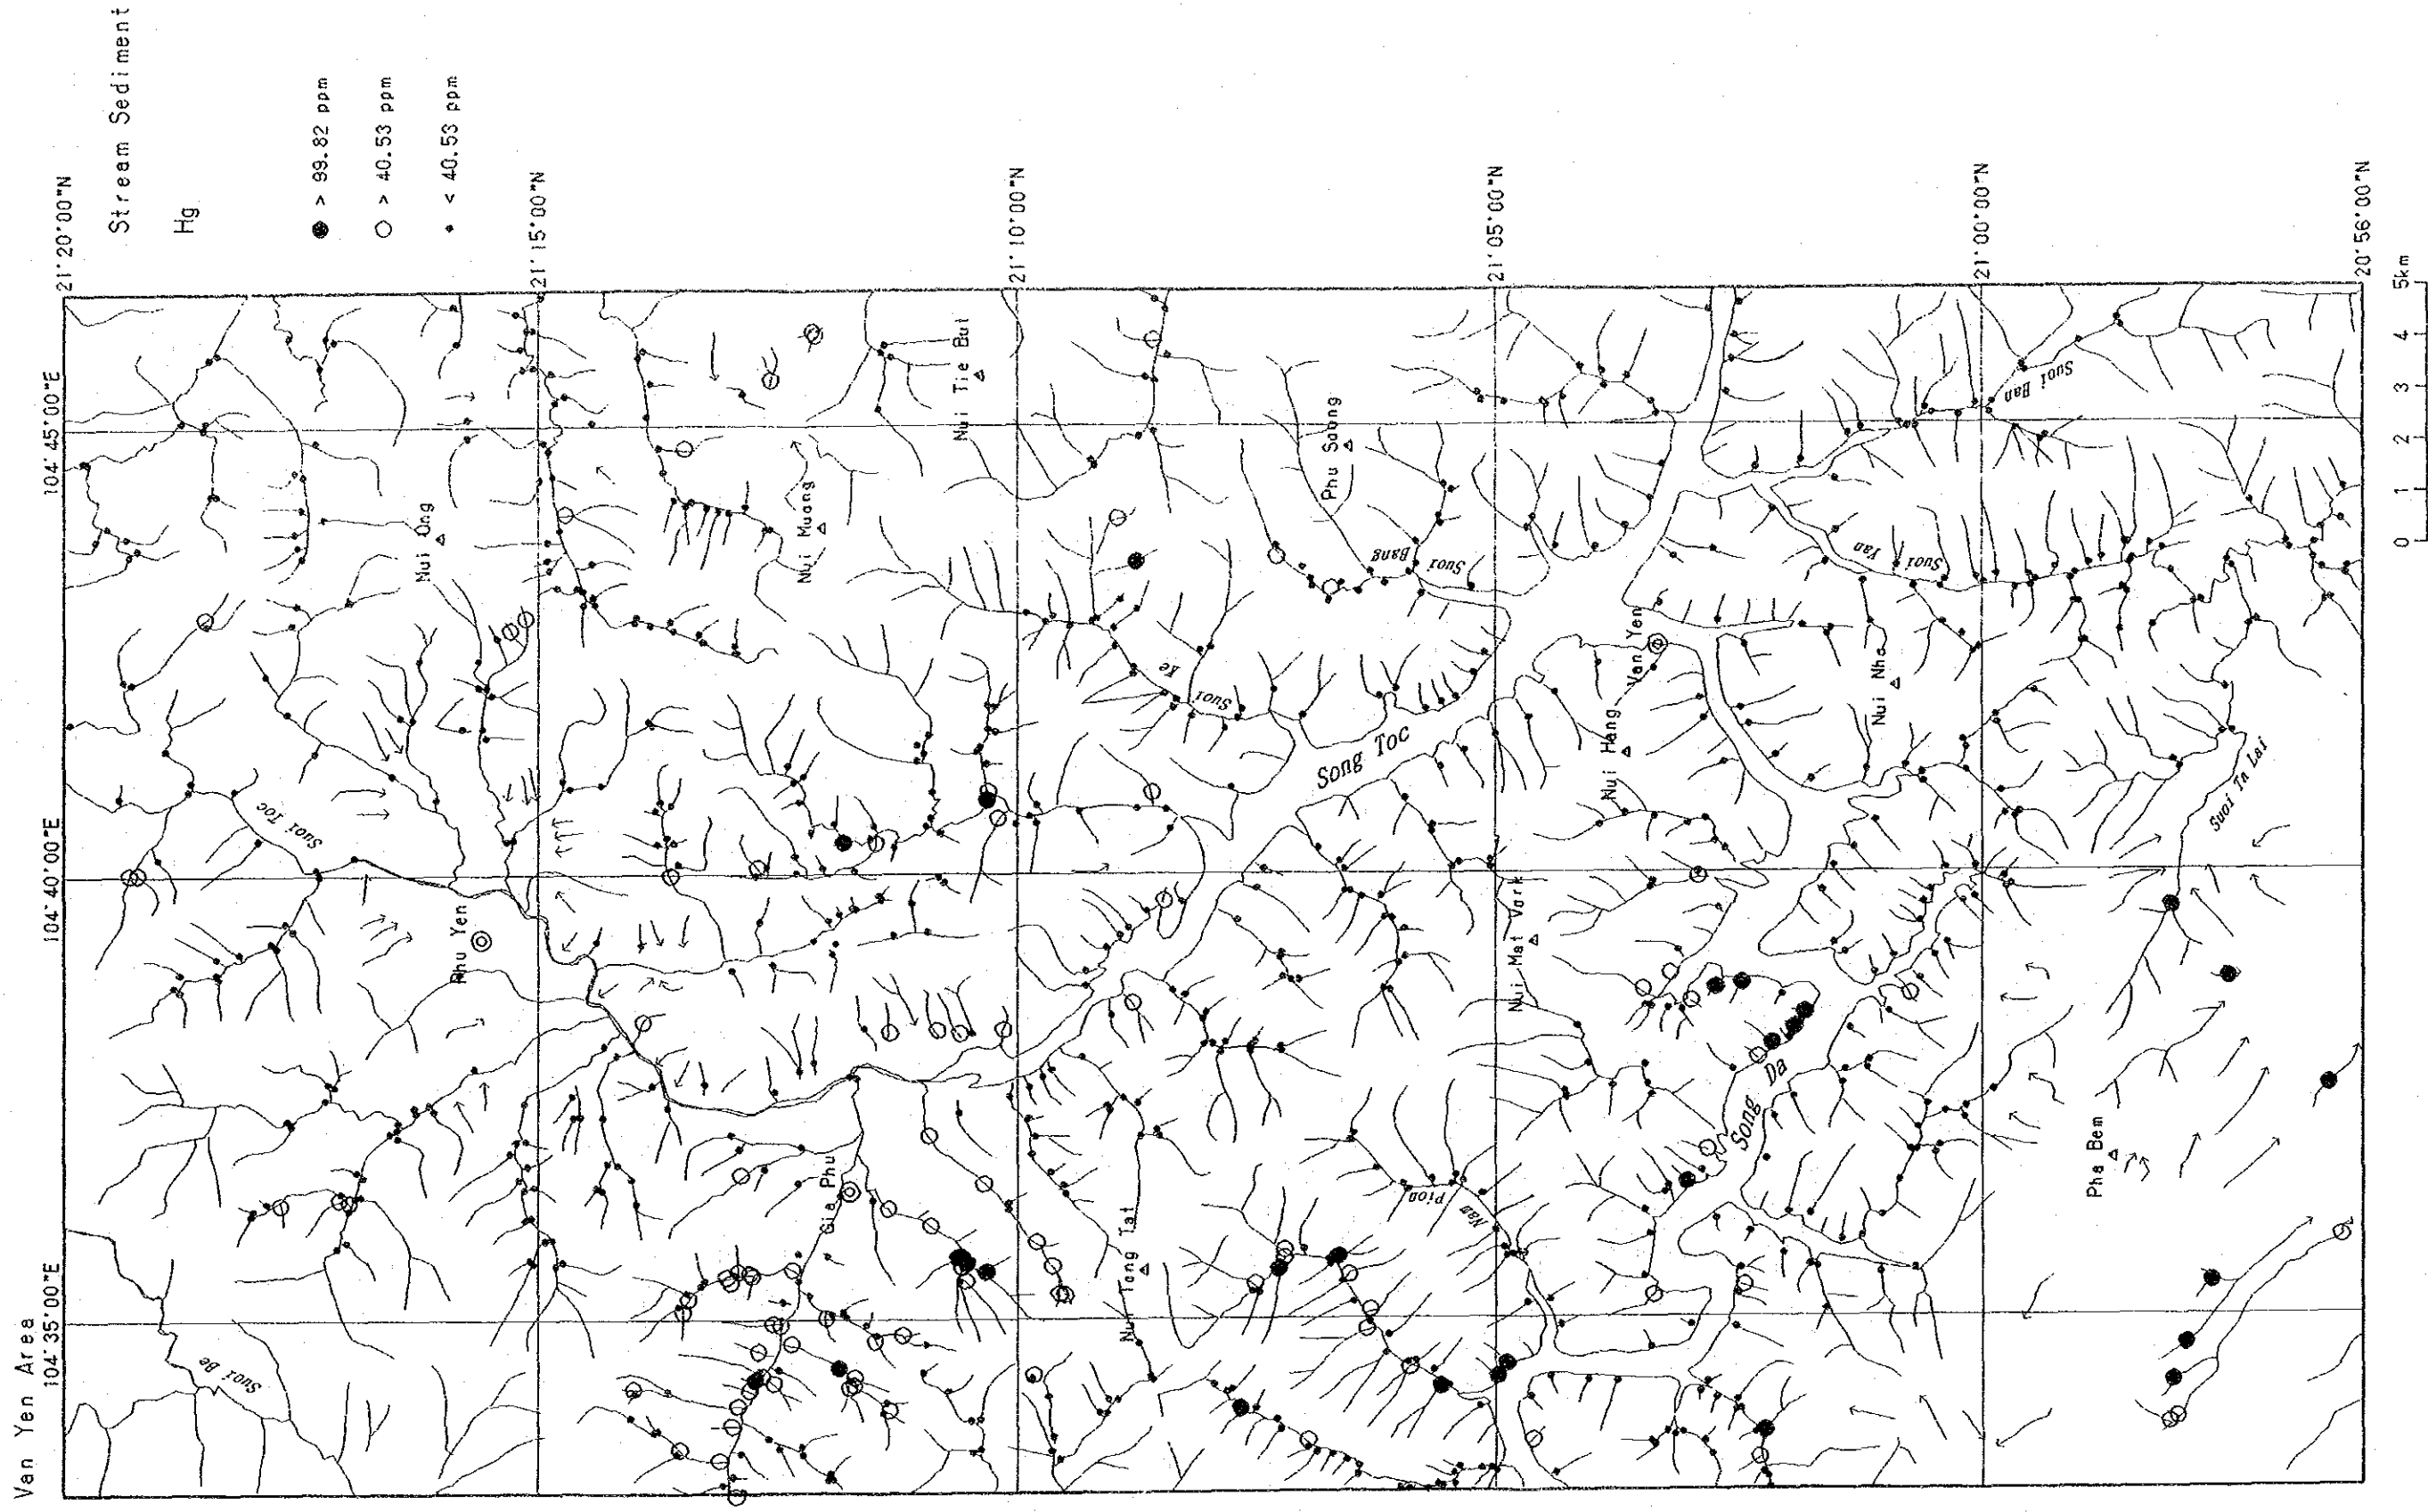 Van Yen Area
104°35'00"E
104°40'00"E
104°45'00"E
21°20'00"N
21°15'00"N
21°10'00"N
21°05'00"N
21°00'00"N
20°56'00"N
Stream Sediment
Hg
> 99.82 ppm
> 40.53 ppm
< 40.53 ppm
Suoi Be
Suoi Toc
Phu Yen
Nui Ong
Gia Phu
Nui Muang
Nui Tie But
Nui Tong Tat
Suoi Ke
Phu Soong
Suoi Bang
Song Toc
Nam Pion
Nui Mat Vork
Nui Hang
Van Yen
Song Da
Nui Nha
Suoi Yan
Suoi Ban
Pha Bem
Suoi Ta Lai
0 1 2 3 4 5km